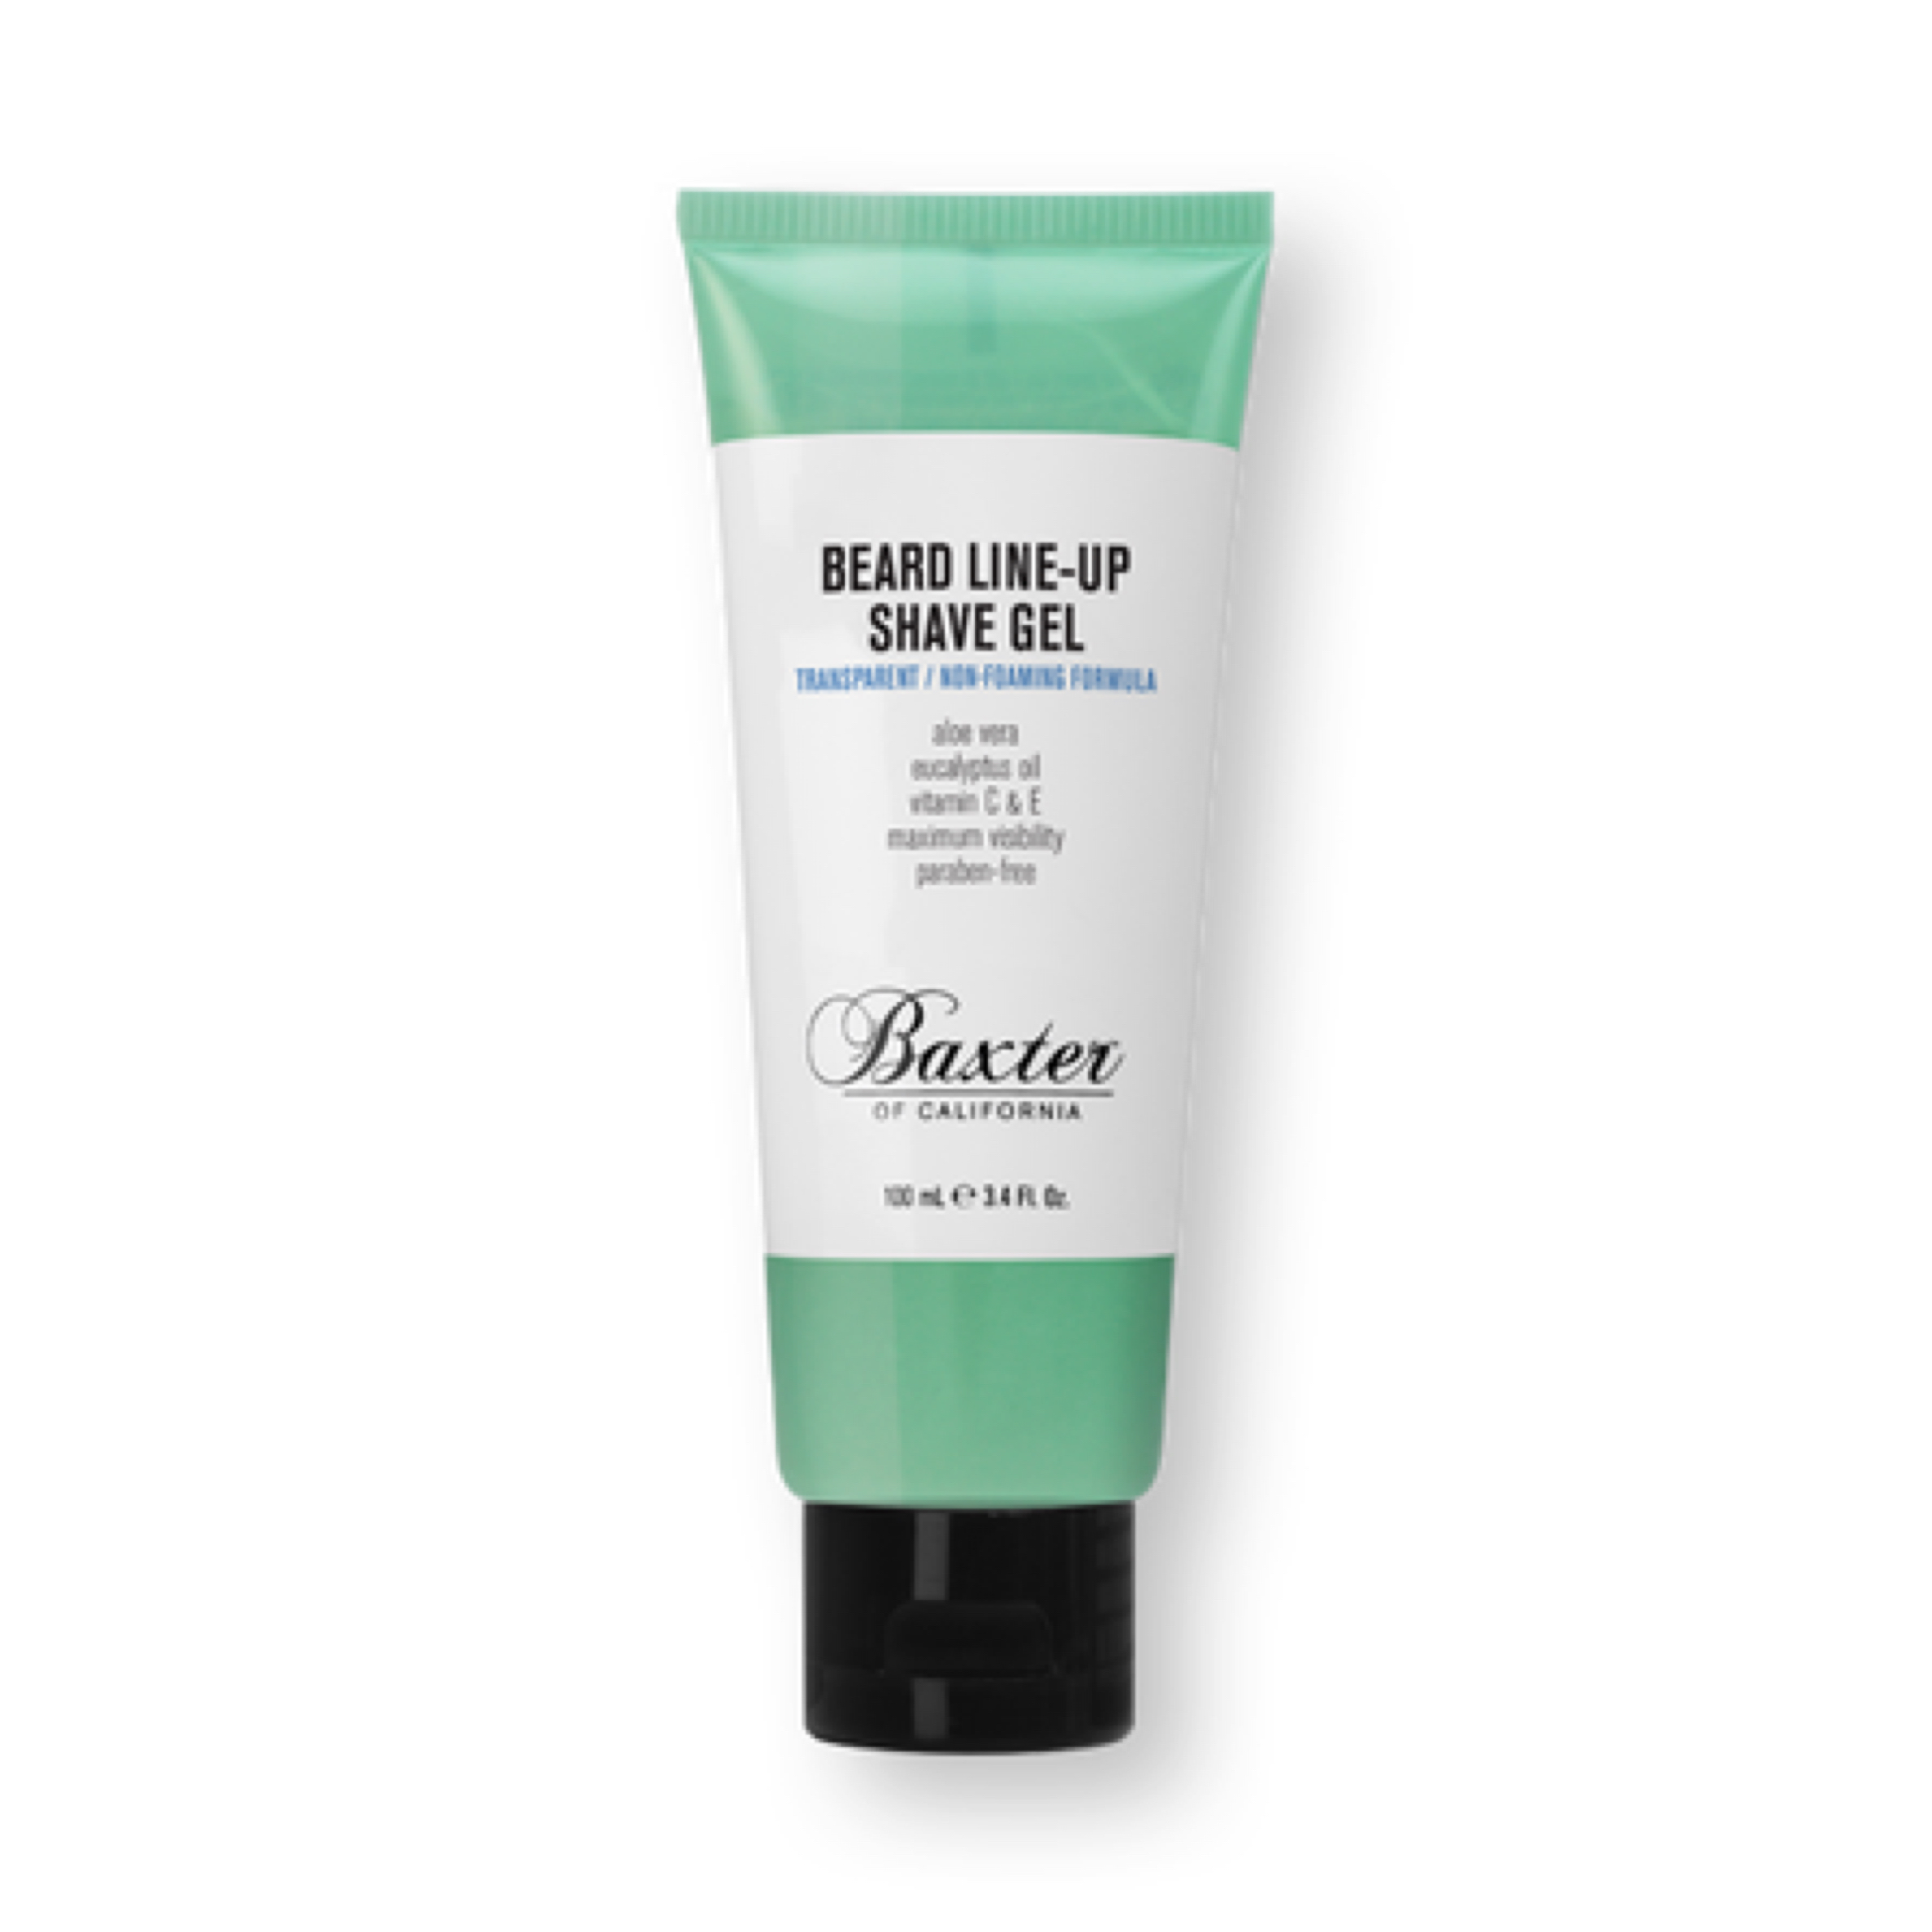 BEARD LINE-UP
SHAVE GEL
TRANSPARENT / NON-FOAMING FORMULA
aloe vera
eucalyptus oil
vitamin C & E
maximum visibility
paraben-free
Baxter
OF CALIFORNIA
100 mL ℮ 3.4 Fl. Oz.